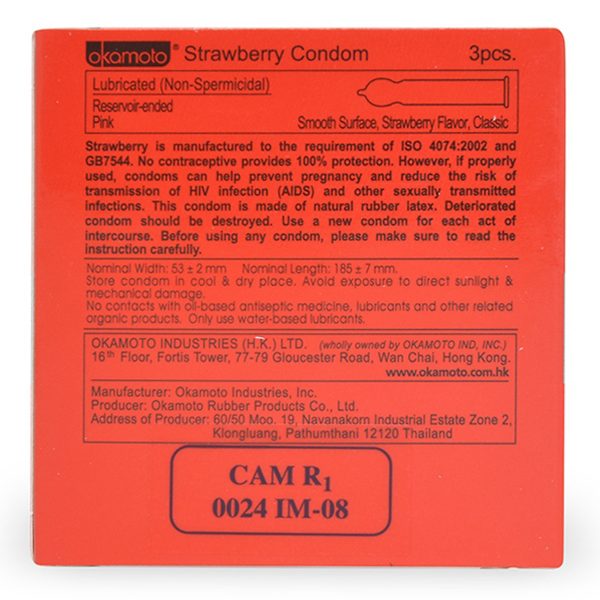 okamoto® Strawberry Condom 3pcs.
Lubricated (Non-Spermicidal)
Reservoir-ended
Pink Smooth Surface, Strawberry Flavor, Classic
Strawberry is manufactured to the requirement of ISO 4074:2002 and
GB7544. No contraceptive provides 100% protection. However, if properly
used, condoms can help prevent pregnancy and reduce the risk of
transmission of HIV infection (AIDS) and other sexually transmitted
infections. This condom is made of natural rubber latex. Deteriorated
condom should be destroyed. Use a new condom for each act of
intercourse. Before using any condom, please make sure to read the
instruction carefully.
Nominal Width: 53 ± 2 mm Nominal Length: 185 ± 7 mm.
Store condom in cool & dry place. Avoid exposure to direct sunlight &
mechanical damage.
No contacts with oil-based antiseptic medicine, lubricants and other related
organic products. Only use water-based lubricants.
OKAMOTO INDUSTRIES (H.K.) LTD. (wholly owned by OKAMOTO IND, INC.)
16th Floor, Fortis Tower, 77-79 Gloucester Road, Wan Chai, Hong Kong.
www.okamoto.com.hk
Manufacturer: Okamoto Industries, Inc.
Producer: Okamoto Rubber Products Co., Ltd.
Address of Producer: 60/50 Moo. 19, Navanakorn Industrial Estate Zone 2,
Klongluang, Pathumthani 12120 Thailand
CAM R1
0024 IM-08